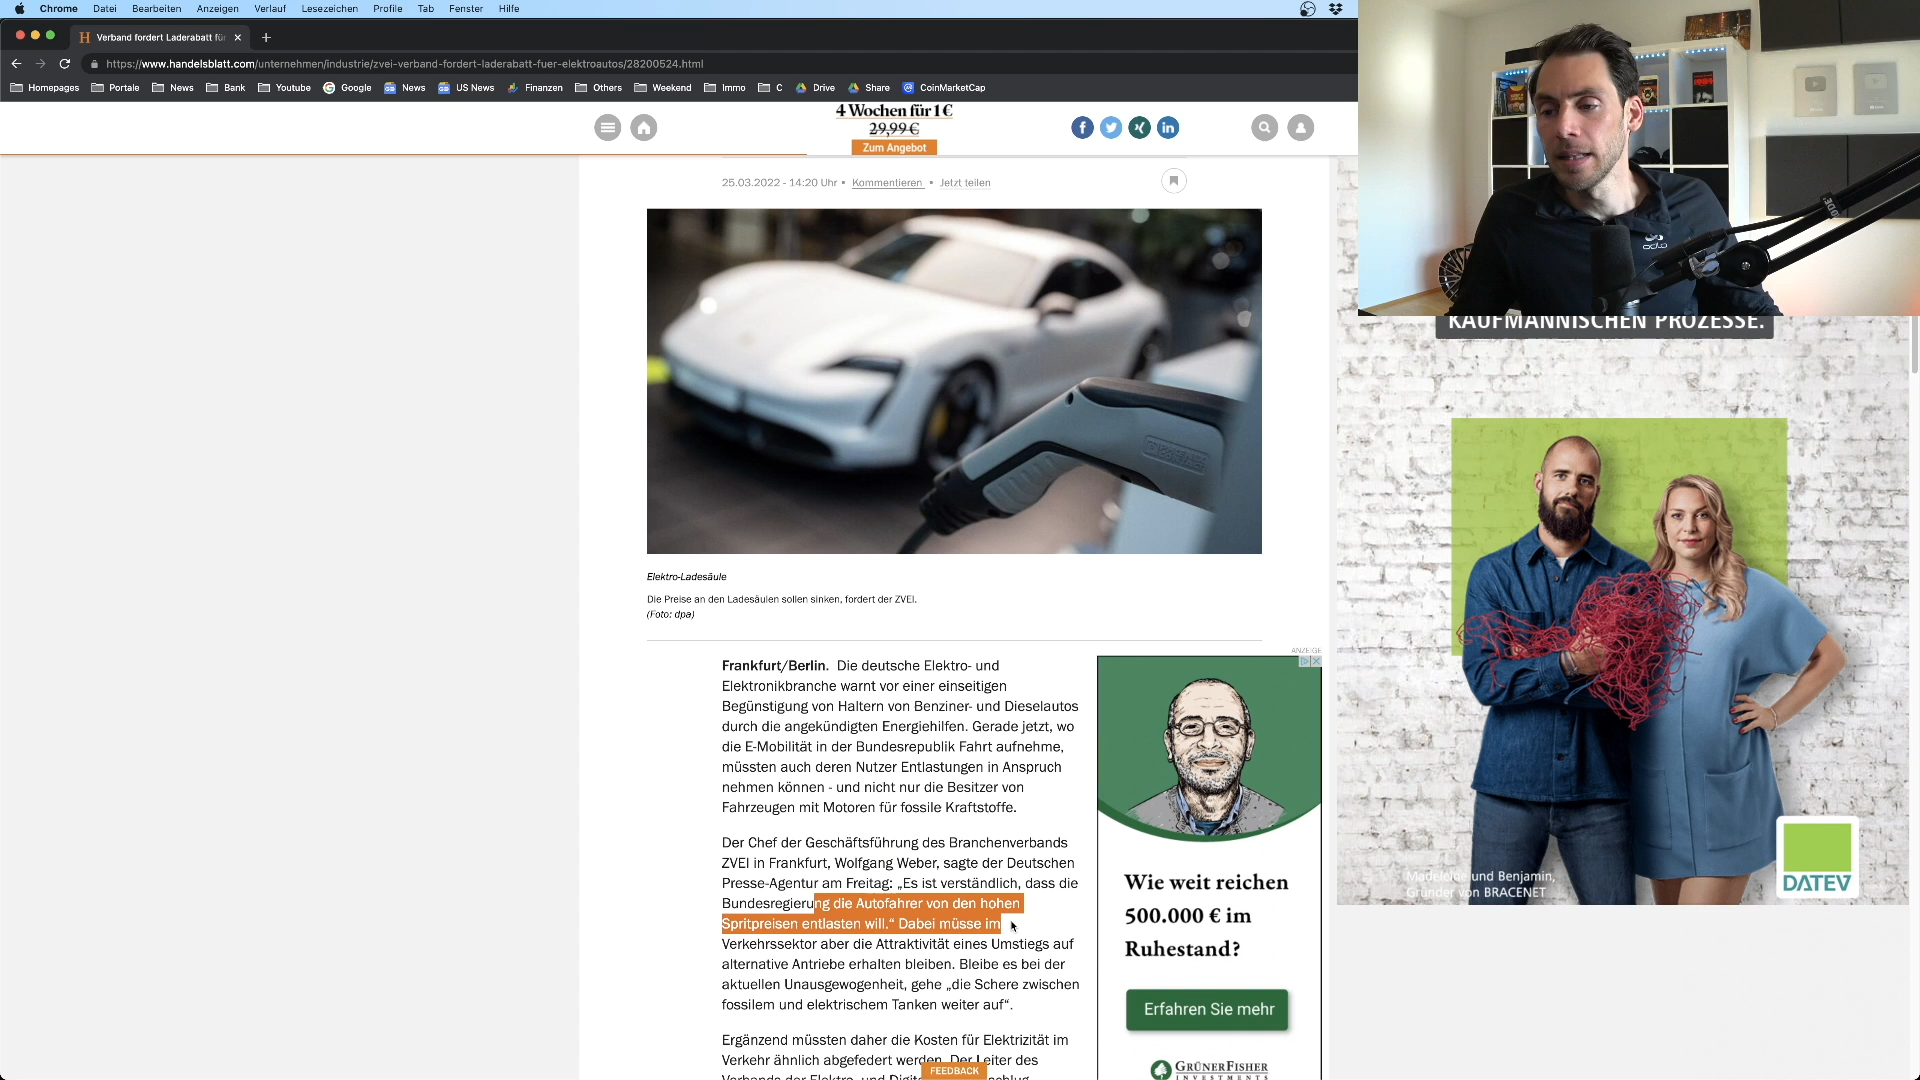 Chrome Datei Bearbeiten Anzeigen Verlauf Lesezeichen Profile Tab Fenster Hilfe
H Verband fordert Laderabatt für
https://www.handelsblatt.com/unternehmen/industrie/zvei-verband-fordert-laderabatt-fuer-elektroautos/28200524.html
Homepages Portale News Bank Youtube Google News US News Finanzen Others Weekend Immo C Drive Share CoinMarketCap
4 Wochen für 1 €
29,99 €
Zum Angebot
25.03.2022 - 14:20 Uhr • Kommentieren • Jetzt teilen
Elektro-Ladesäule
Die Preise an den Ladesäulen sollen sinken, fordert der ZVEI.
(Foto: dpa)
Frankfurt/Berlin. Die deutsche Elektro- und
Elektronikbranche warnt vor einer einseitigen
Begünstigung von Haltern von Benziner- und Dieselautos
durch die angekündigten Energiehilfen. Gerade jetzt, wo
die E-Mobilität in der Bundesrepublik Fahrt aufnehme,
müssten auch deren Nutzer Entlastungen in Anspruch
nehmen können - und nicht nur die Besitzer von
Fahrzeugen mit Motoren für fossile Kraftstoffe.
Der Chef der Geschäftsführung des Branchenverbands
ZVEI in Frankfurt, Wolfgang Weber, sagte der Deutschen
Presse-Agentur am Freitag: „Es ist verständlich, dass die
Bundesregierung die Autofahrer von den hohen
Spritpreisen entlasten will.“ Dabei müsse im
Verkehrssektor aber die Attraktivität eines Umstiegs auf
alternative Antriebe erhalten bleiben. Bleibe es bei der
aktuellen Unausgewogenheit, gehe „die Schere zwischen
fossilem und elektrischem Tanken weiter auf“.
Ergänzend müssten daher die Kosten für Elektrizität im
Verkehr ähnlich abgefedert werden. Der Leiter des
Verbands der Elektro- und
FEEDBACK
ANZEIGE
Wie weit reichen
500.000 € im
Ruhestand?
Erfahren Sie mehr
GRÜNERFISHER
INVESTMENTS
KAUFMÄNNISCHEN PROZESSE.
Madeleine und Benjamin,
Gründer von BRACENET
DATEV
odlo
RODE